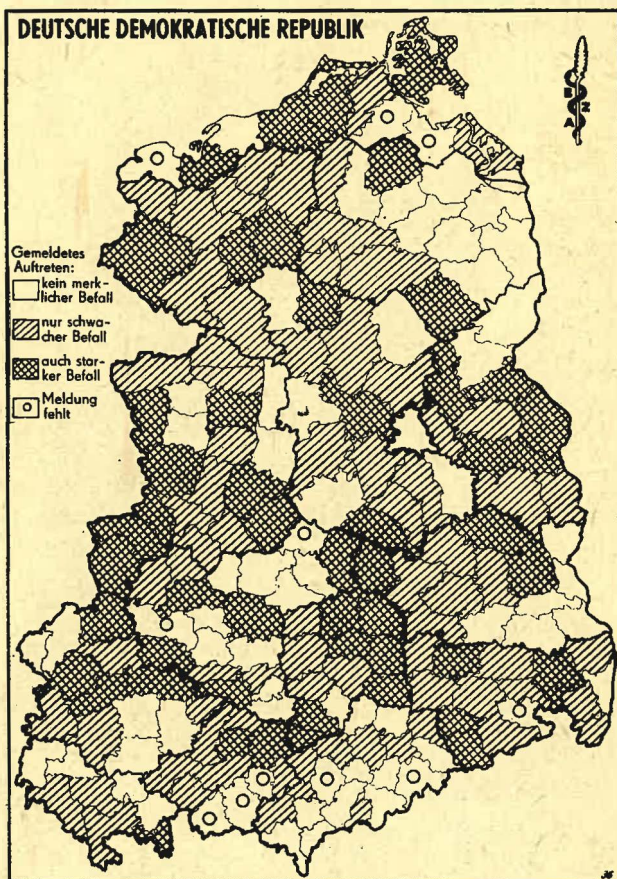 DEUTSCHE DEMOKRATISCHE REPUBLIK
B Z A
Gemeldetes
Auftreten:
kein merk-
licher Befall
nur schwa-
cher Befall
auch star-
ker Befall
Meldung
fehlt
36